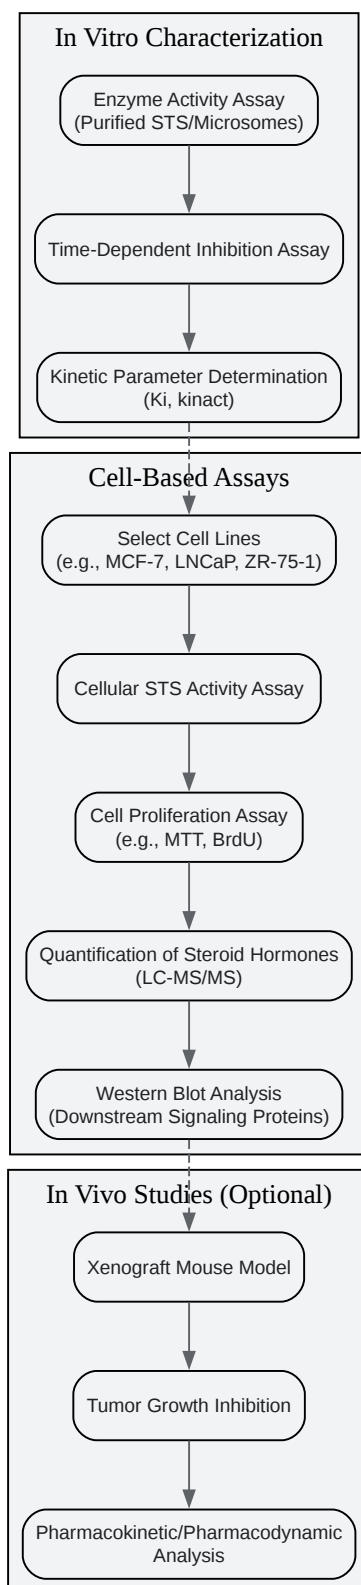 In Vitro Characterization
Enzyme Activity Assay
(Purified STS/Microsomes)
Time-Dependent Inhibition Assay
Kinetic Parameter Determination
(Ki, kinact)
Cell-Based Assays
Select Cell Lines
(e.g., MCF-7, LNCaP, ZR-75-1)
Cellular STS Activity Assay
Cell Proliferation Assay
(e.g., MTT, BrdU)
Quantification of Steroid Hormones
(LC-MS/MS)
Western Blot Analysis
(Downstream Signaling Proteins)
In Vivo Studies (Optional)
Xenograft Mouse Model
Tumor Growth Inhibition
Pharmacokinetic/Pharmacodynamic
Analysis